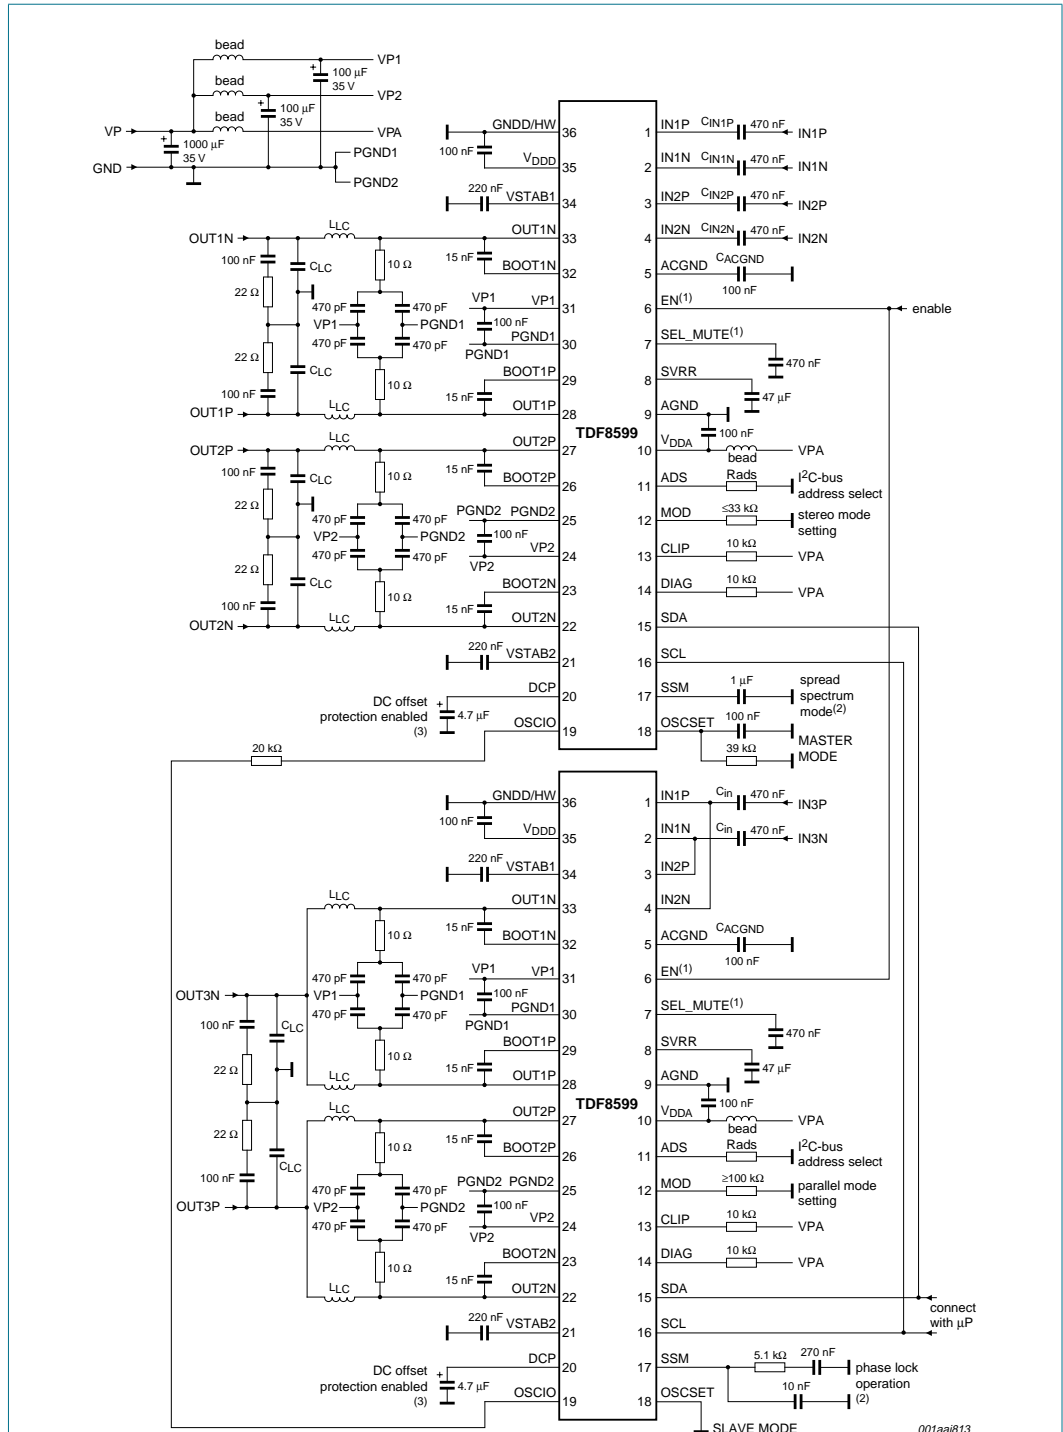 bead
VP1
+
100 μF
35 V
bead
VP2
+
100 μF
35 V
bead
VP
VPA
+
1000 μF
35 V
GND
PGND1
PGND2
GNDD/HW
36
100 nF
VDDD
35
220 nF
VSTAB1
34
OUT1N
LLC
OUT1N
33
100 nF
CLC
10 Ω
15 nF
BOOT1N
32
22 Ω
470 pF
470 pF
VP1
VP1
31
VP1
PGND1
100 nF
470 pF
470 pF
PGND1
PGND1
30
22 Ω
CLC
10 Ω
BOOT1P
29
100 nF
15 nF
OUT1P
LLC
OUT1P
28
TDF8599
OUT2P
LLC
OUT2P
27
100 nF
CLC
10 Ω
15 nF
BOOT2P
26
22 Ω
470 pF
470 pF
PGND2
PGND2
25
VP2
PGND2
100 nF
470 pF
470 pF
VP2
VP2
24
22 Ω
CLC
10 Ω
BOOT2N
23
100 nF
15 nF
OUT2N
LLC
OUT2N
22
220 nF
VSTAB2
21
DC offset
protection enabled
(3)
+
4.7 μF
DCP
20
OSCIO
19
20 kΩ
1
IN1P
CIN1P
470 nF
IN1P
2
IN1N
CIN1N
470 nF
IN1N
3
IN2P
CIN2P
470 nF
IN2P
4
IN2N
CIN2N
470 nF
IN2N
5
ACGND
CACGND
100 nF
6
EN(1)
enable
7
SEL_MUTE(1)
470 nF
8
SVRR
47 μF
9
AGND
100 nF
10
VDDA
bead
VPA
11
ADS
Rads
I2C-bus
address select
12
MOD
≤33 kΩ
stereo mode
setting
13
CLIP
10 kΩ
VPA
14
DIAG
10 kΩ
VPA
15
SDA
16
SCL
17
SSM
1 μF
spread
spectrum
mode(2)
18
OSCSET
100 nF
39 kΩ
MASTER
MODE
GNDD/HW
36
100 nF
VDDD
35
220 nF
VSTAB1
34
LLC
OUT1N
33
10 Ω
15 nF
BOOT1N
32
470 pF
470 pF
VP1
VP1
31
OUT3N
VP1
PGND1
100 nF
470 pF
470 pF
PGND1
PGND1
30
100 nF
CLC
10 Ω
BOOT1P
29
22 Ω
15 nF
LLC
OUT1P
28
TDF8599
LLC
OUT2P
27
22 Ω
10 Ω
15 nF
BOOT2P
26
100 nF
CLC
470 pF
470 pF
PGND2
PGND2
25
OUT3P
VP2
PGND2
100 nF
470 pF
470 pF
VP2
VP2
24
10 Ω
BOOT2N
23
15 nF
LLC
OUT2N
22
220 nF
VSTAB2
21
DC offset
protection enabled
(3)
+
4.7 μF
DCP
20
OSCIO
19
1
IN1P
Cin
470 nF
IN3P
2
IN1N
Cin
470 nF
IN3N
3
IN2P
4
IN2N
5
ACGND
CACGND
100 nF
6
EN(1)
7
SEL_MUTE(1)
470 nF
8
SVRR
47 μF
9
AGND
100 nF
10
VDDA
bead
VPA
11
ADS
Rads
I2C-bus
address select
12
MOD
≥100 kΩ
parallel mode
setting
13
CLIP
10 kΩ
VPA
14
DIAG
10 kΩ
VPA
15
SDA
16
SCL
connect
with μP
17
SSM
5.1 kΩ
270 nF
10 nF
phase lock
operation
(2)
18
OSCSET
SLAVE MODE
001aaj813